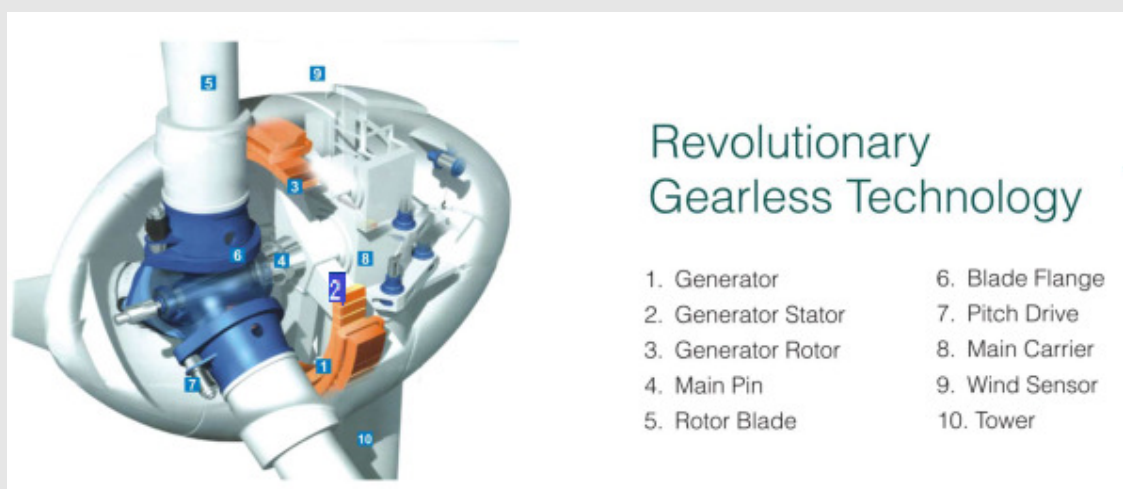 5
9
3
6
4
8
2
1
7
10
Revolutionary
Gearless Technology
1. Generator
2. Generator Stator
3. Generator Rotor
4. Main Pin
5. Rotor Blade
6. Blade Flange
7. Pitch Drive
8. Main Carrier
9. Wind Sensor
10. Tower